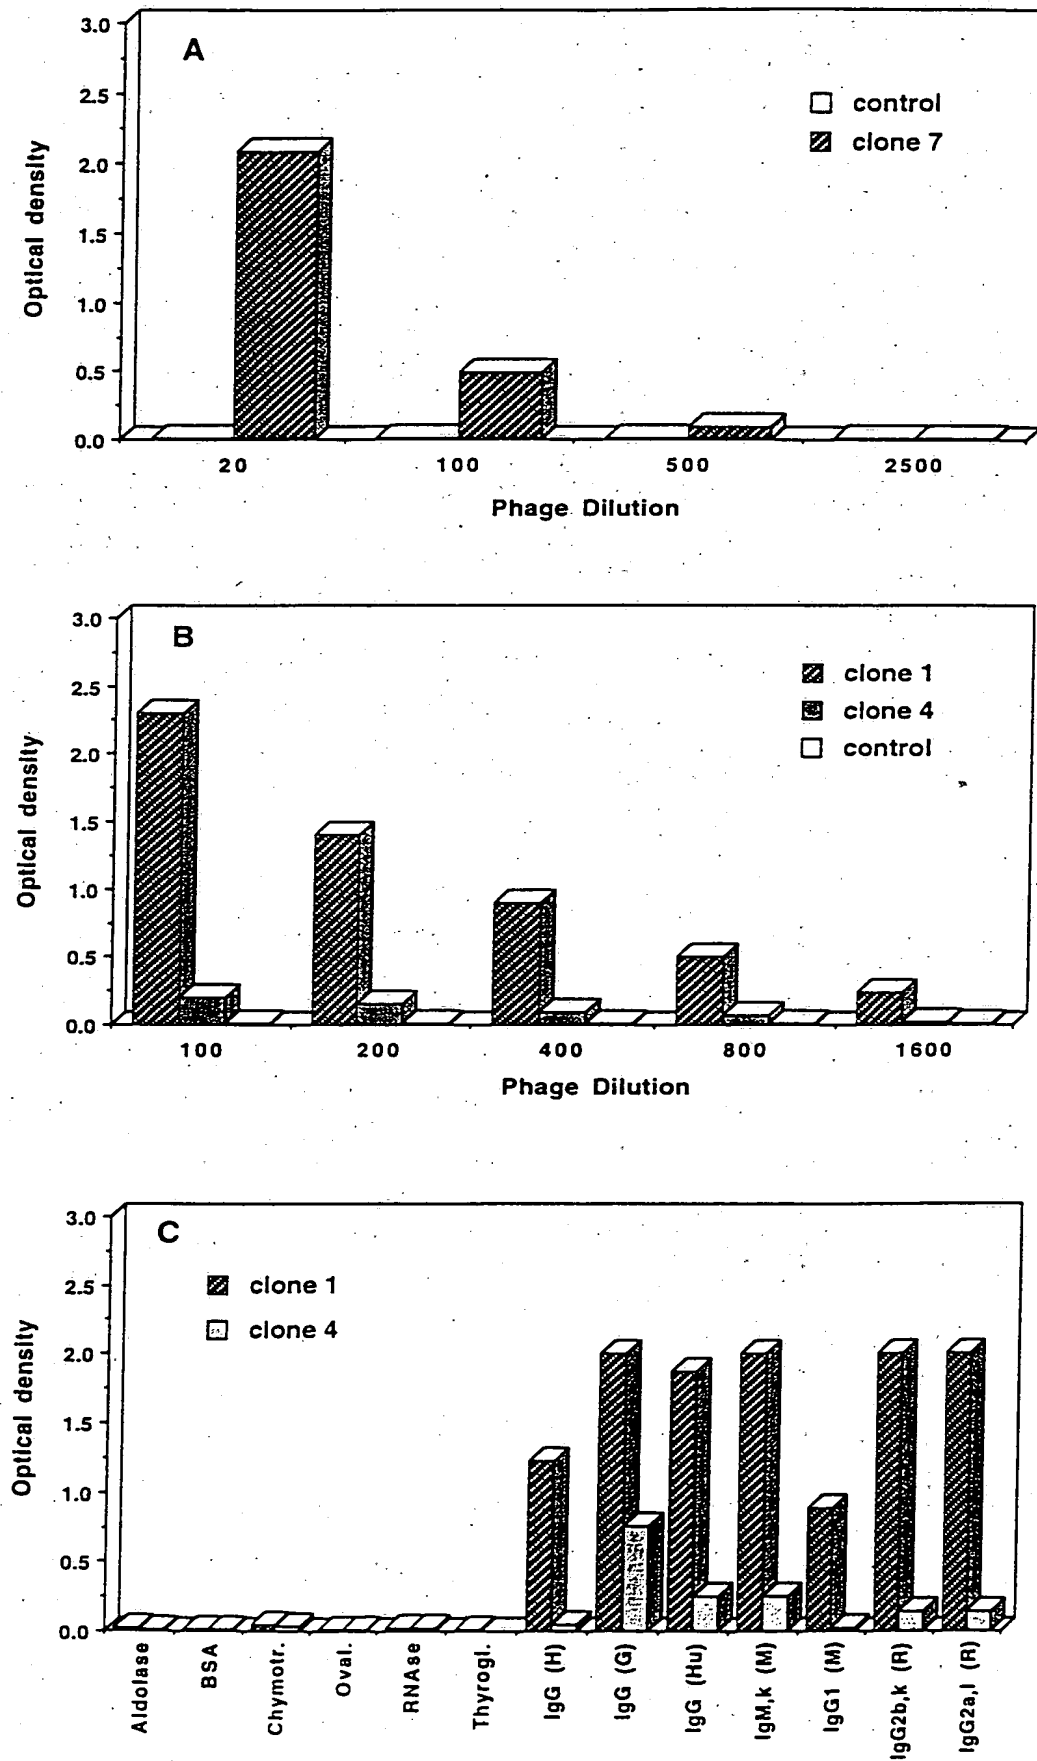 A
3.0
2.5
2.0
1.5
1.0
0.5
0.0
Optical density
control
clone 7
20 100 500 2500
Phage Dilution
B
3.0
2.5
2.0
1.5
1.0
0.5
0.0
Optical density
clone 1
clone 4
control
100 200 400 800 1600
Phage Dilution
C
3.0
2.5
2.0
1.5
1.0
0.5
0.0
Optical density
clone 1
clone 4
Aldolase
BSA
Chymotr.
Oval.
RNAse
Thyrogl.
IgG (H)
IgG (G)
IgG (Hu)
IgM,k (M)
IgG1 (M)
IgG2b,k (R)
IgG2a,l (R)